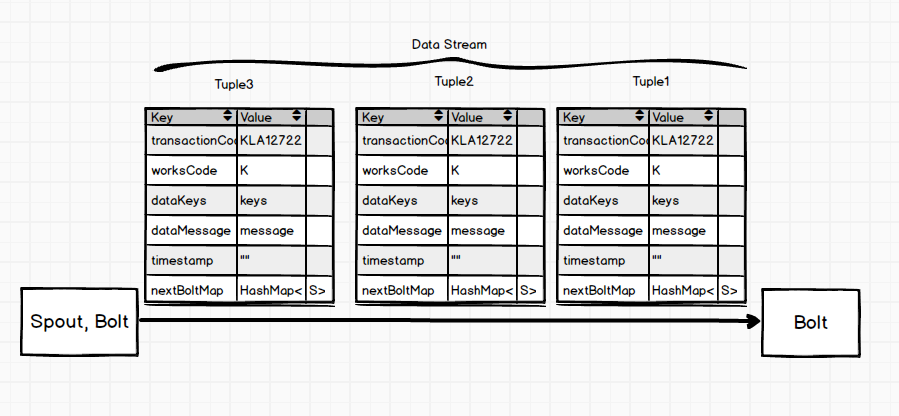 Data Stream
Tuple3 Tuple2 Tuple1
Key Value Key Value Key Value
transactionCo KLA12722 transactionCo KLA12722 transactionCo KLA12722
worksCode K worksCode K worksCode K
dataKeys keys dataKeys keys dataKeys keys
dataMessage message dataMessage message dataMessage message
timestamp "" timestamp "" timestamp ""
nextBoltMap HashMap< S> nextBoltMap HashMap< S> nextBoltMap HashMap< S>
Spout, Bolt Bolt